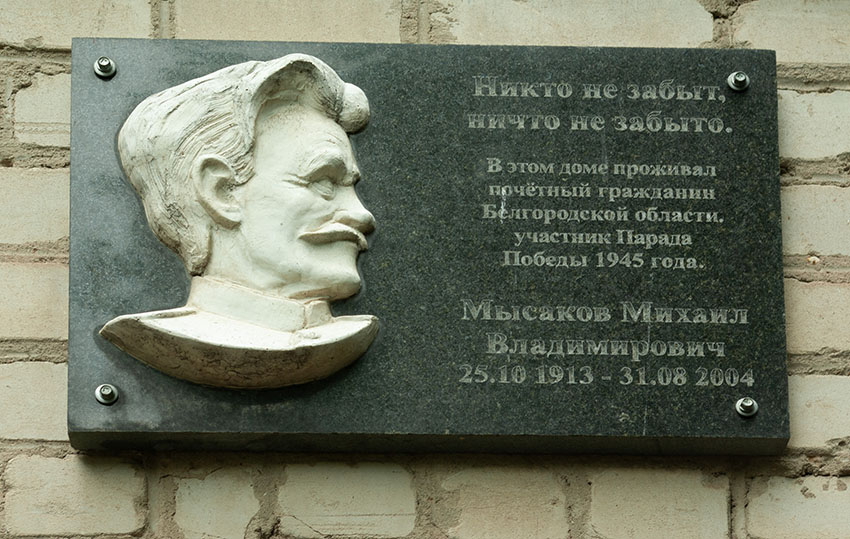 Никто не забыт,
ничто не забыто.
В этом доме проживал
почётный гражданин
Белгородской области,
участник Парада
Победы 1945 года.
Мысаков Михаил
Владимирович
25.10 1913 - 31.08 2004